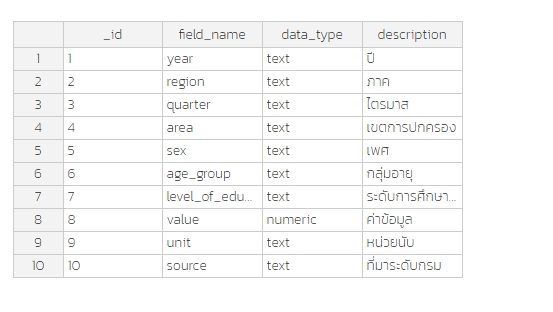 _id field_name data_type description
1 1 year text ปี
2 2 region text ภาค
3 3 quarter text ไตรมาส
4 4 area text เขตการปกครอง
5 5 sex text เพศ
6 6 age_group text กลุ่มอายุ
7 7 level_of_edu... text ระดับการศึกษา...
8 8 value numeric ค่าข้อมูล
9 9 unit text หน่วยนับ
10 10 source text ที่มาระดับกรม